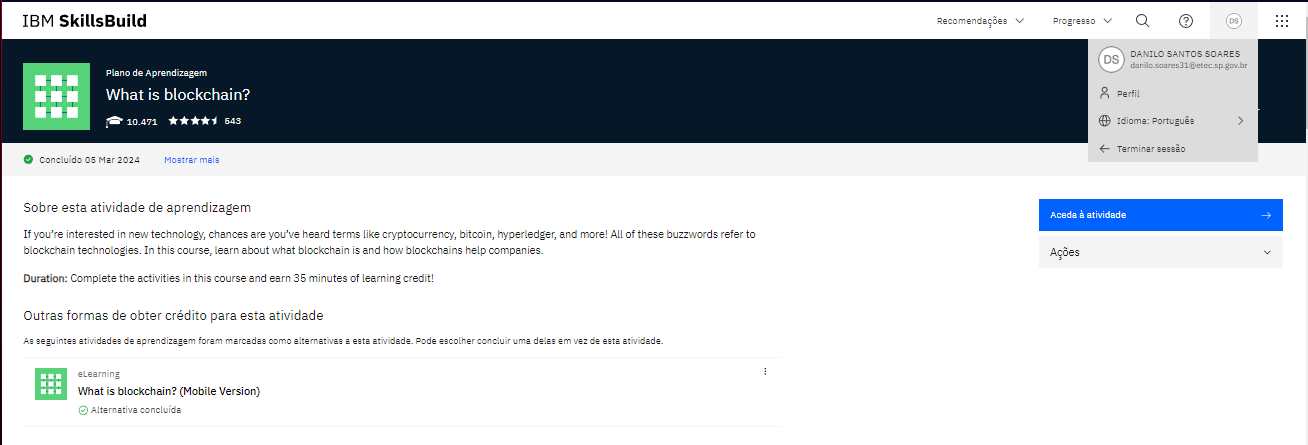 IBM SkillsBuild
Recomendações
Progresso
DS
DS
DANILO SANTOS SOARES
danilo.soares31@etec.sp.gov.br
Perfil
Idioma: Português
Terminar sessão
Plano de Aprendizagem
What is blockchain?
10,471
543
Concluído 05 Mar 2024
Mostrar mais
Sobre esta atividade de aprendizagem
If you’re interested in new technology, chances are you’ve heard terms like cryptocurrency, bitcoin, hyperledger, and more! All of these buzzwords refer to
blockchain technologies. In this course, learn about what blockchain is and how blockchains help companies.
Duration: Complete the activities in this course and earn 35 minutes of learning credit!
Aceda à atividade
Ações
Outras formas de obter crédito para esta atividade
As seguintes atividades de aprendizagem foram marcadas como alternativas a esta atividade. Pode escolher concluir uma delas em vez de esta atividade.
eLearning
What is blockchain? (Mobile Version)
Alternativa concluída